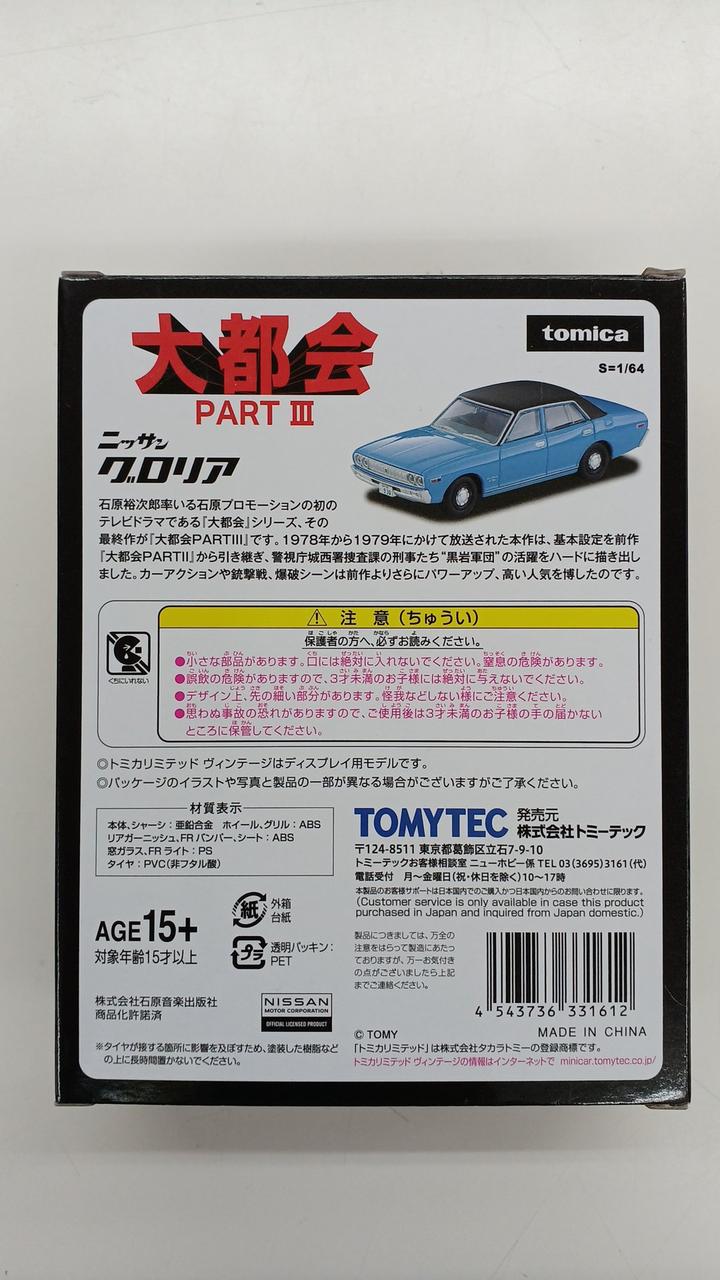 大都会
PART III
tomica
S=1/64
ニッサン
グロリア
石原裕次郎率いる石原プロモーションの初の
テレビドラマである『大都会』シリーズ、その
最終作が『大都会PARTIII』です。1978年から1979年にかけて放送された本作は、基本設定を前作
『大都会PARTII』から引き継ぎ、警視庁城西署捜査課の刑事たち“黒岩軍団”の活躍をハードに描き出し
ました。カーアクションや銃撃戦、爆破シーンは前作よりさらにパワーアップ、高い人気を博したのです。
くちにいれない
注 意（ちゅうい）
保護者の方へ、必ずお読みください。
●小さな部品があります。口には絶対に入れないでください。窒息の危険があります。
●誤飲の危険がありますので、3才未満のお子様には絶対に与えないでください。
●デザイン上、先の細い部分があります。怪我などしない様にご注意ください。
●思わぬ事故の恐れがありますので、ご使用後は3才未満のお子様の手の届かない
ところに保管してください。
◎トミカリミテッド ヴィンテージはディスプレイ用モデルです。
◎パッケージのイラストや写真と製品の一部が異なる場合がございますがご了承ください。
材質表示
本体、シャーシ：亜鉛合金 ホイール、グリル：ABS
リアガーニッシュ、FRバンパー、シート：ABS
窓ガラス、FRライト：PS
タイヤ：PVC(非フタル酸)
TOMYTEC 発売元 株式会社トミーテック
〒124-8511 東京都葛飾区立石7-9-10
トミーテックお客様相談室 ニューホビー係 TEL 03(3695)3161(代)
電話受付 月〜金曜日(祝・休日を除く)10〜17時
本製品のお客様サポートは日本国内でのご購入かつ日本国内からのお問い合わせに限ります。
(Customer service is only available in case this product
purchased in Japan and inquired from Japan domestic.)
AGE15+
対象年齢15才以上
紙
外箱
台紙
プラ
透明パッキン：
PET
製品につきましては、万全の
注意をはらって製造にあたっ
ておりますが、万一お気付き
の点がございましたら上記
までご連絡ください。
4 543736 331612
株式会社石原音楽出版社
商品化許諾済
NISSAN
MOTOR CORPORATION
OFFICIAL LICENSED PRODUCT
MADE IN CHINA
© TOMY
「トミカリミテッド」は株式会社タカラトミーの登録商標です。
トミカリミテッド ヴィンテージの情報はインターネットで minicar.tomytec.co.jp/
※タイヤが接する箇所に影響を及ぼすため、塗装した樹脂など
の上に長時間置かないでください。